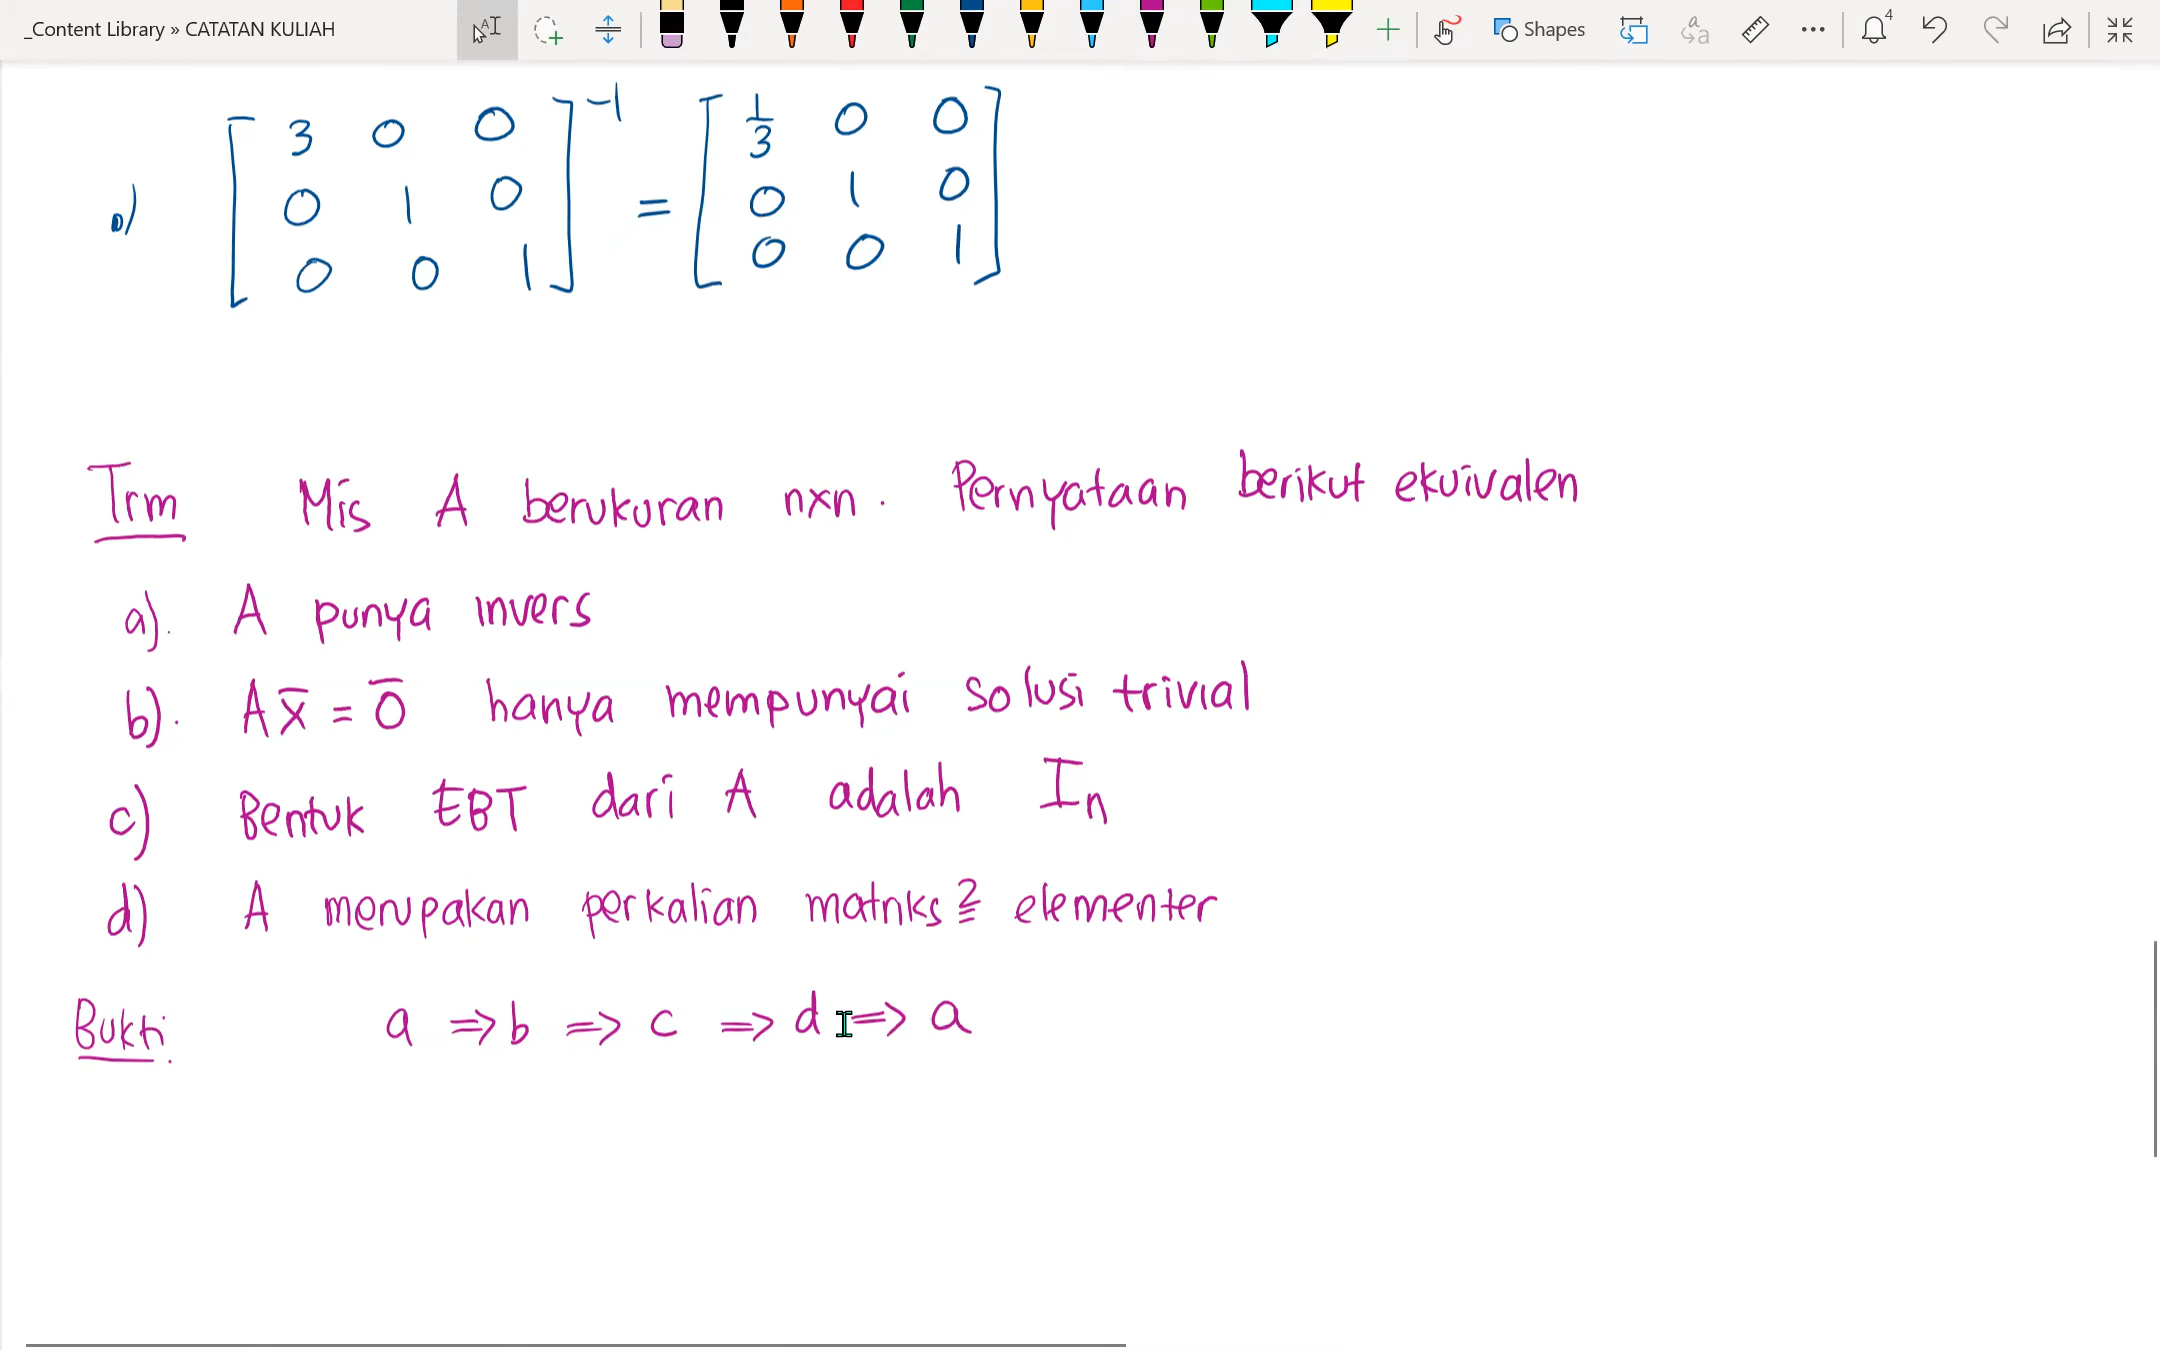 _Content Library » CATATAN KULIAH Shapes 4
[ 3 0 0 ]⁻¹ = [ 1/3 0 0 ]
[ 0 1 0 ] [ 0 1 0 ]
[ 0 0 1 ] [ 0 0 1 ]
Trm Mis A berukuran nxn. Pernyataan berikut ekuivalen
a). A punya invers
b). Ax̄ = 0̄ hanya mempunyai solusi trivial
c) Bentuk EBT dari A adalah Iₙ
d) A merupakan perkalian matriks² elementer
Bukti. a => b => c => d => a